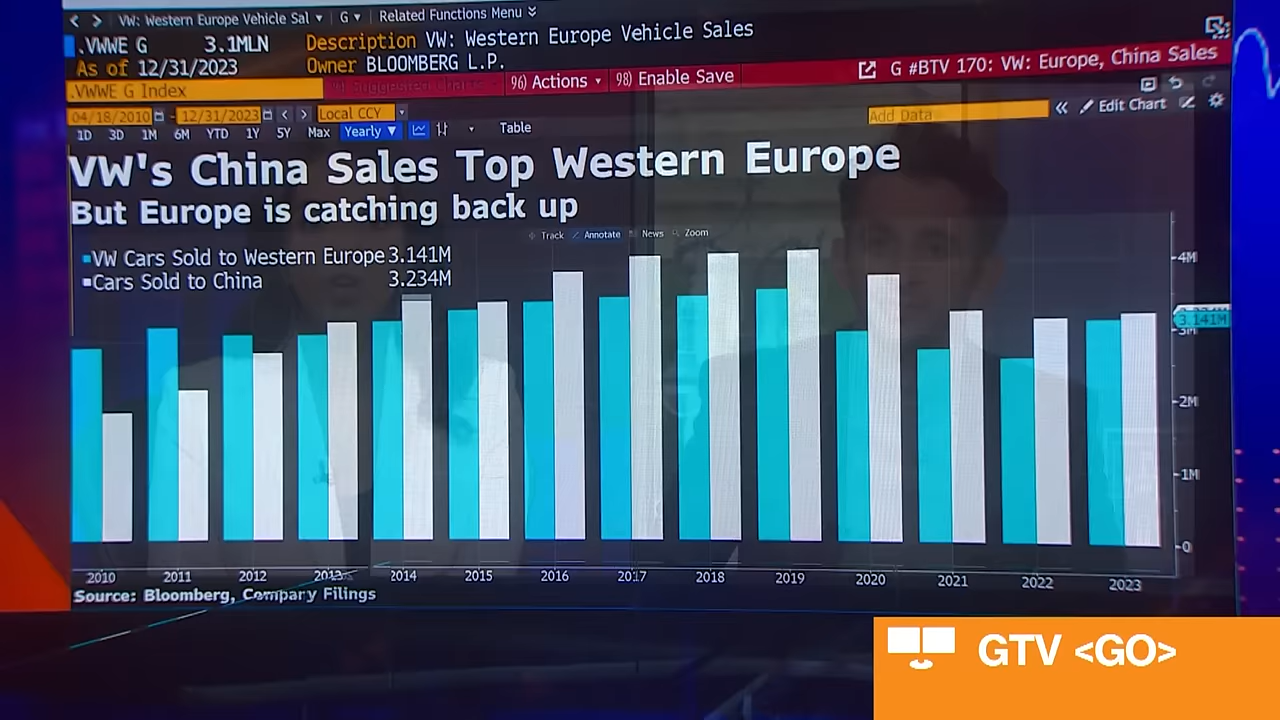 VW: Western Europe Vehicle Sal G Related Functions Menu
.VWWE G 3.1MLN Description VW: Western Europe Vehicle Sales
As of 12/31/2023 Owner BLOOMBERG L.P.
.VWWE G Index 96) Actions 98) Enable Save G #BTV 170: VW: Europe, China Sales
04/18/2010 - 12/31/2023 Local CCY Add Data « Edit Chart
1D 3D 1M 6M YTD 1Y 5Y Max Yearly Table
VW's China Sales Top Western Europe
But Europe is catching back up
Track Annotate News Zoom
VW Cars Sold to Western Europe 3.141M
Cars Sold to China 3.234M
4M
3.141M
3M
2M
1M
0
2010 2011 2012 2013 2014 2015 2016 2017 2018 2019 2020 2021 2022 2023
Source: Bloomberg, Company Filings
GTV <GO>